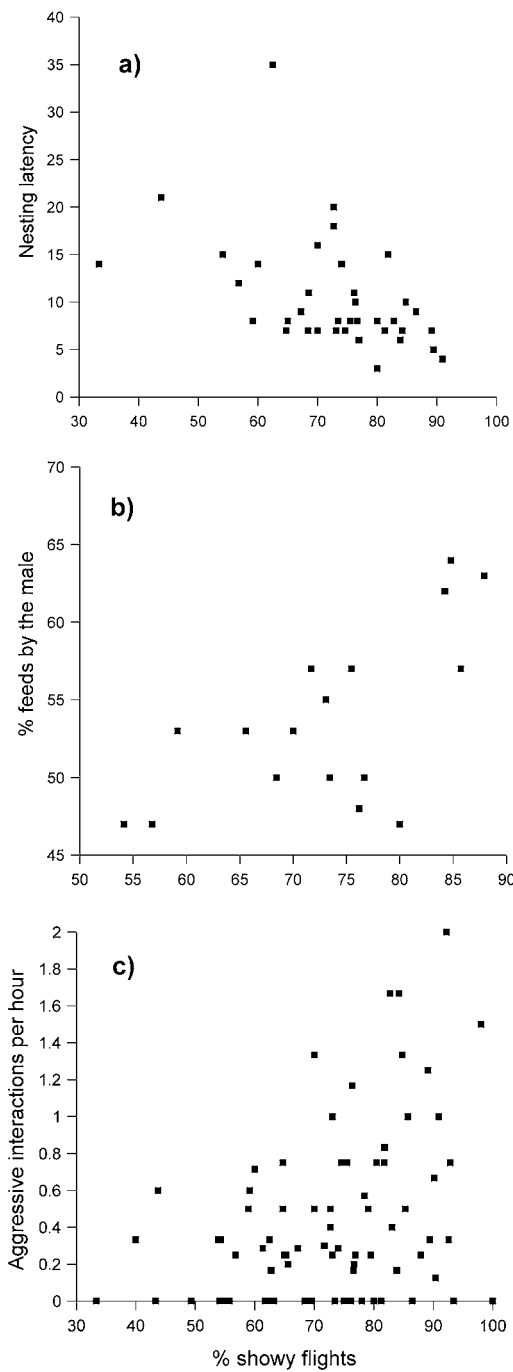 a)
Nesting latency
40
35
30
25
20
15
10
5
0
30 40 50 60 70 80 90 100
b)
% feeds by the male
70
65
60
55
50
45
50 55 60 65 70 75 80 85 90
c)
Aggressive interactions per hour
2
1.8
1.6
1.4
1.2
1
0.8
0.6
0.4
0.2
0
30 40 50 60 70 80 90 100
% showy flights